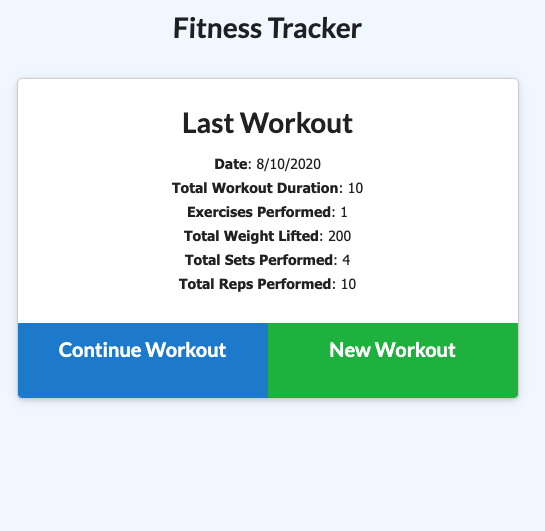 Fitness Tracker
Last Workout
Date: 8/10/2020
Total Workout Duration: 10
Exercises Performed: 1
Total Weight Lifted: 200
Total Sets Performed: 4
Total Reps Performed: 10
Continue Workout
New Workout